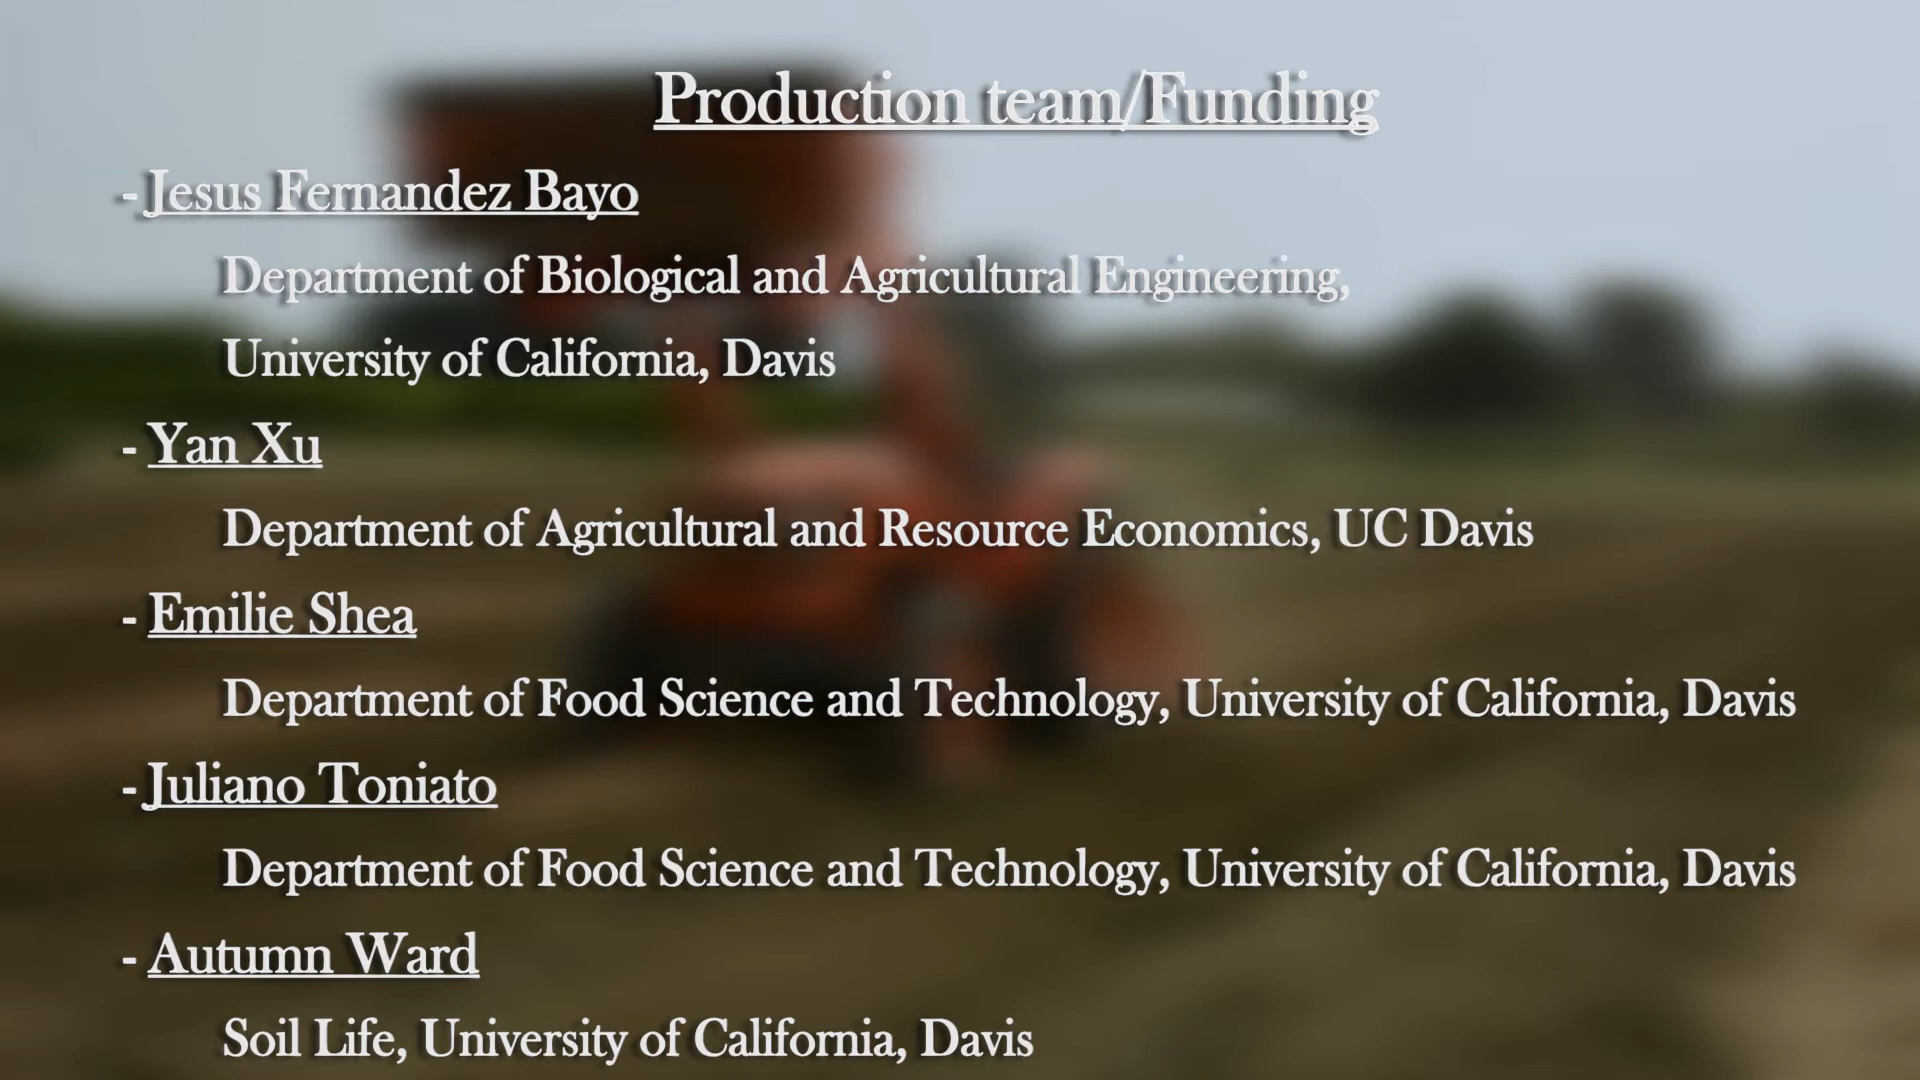 Production team/Funding
- Jesus Fernandez Bayo
Department of Biological and Agricultural Engineering,
University of California, Davis
- Yan Xu
Department of Agricultural and Resource Economics, UC Davis
- Emilie Shea
Department of Food Science and Technology, University of California, Davis
- Juliano Toniato
Department of Food Science and Technology, University of California, Davis
- Autumn Ward
Soil Life, University of California, Davis